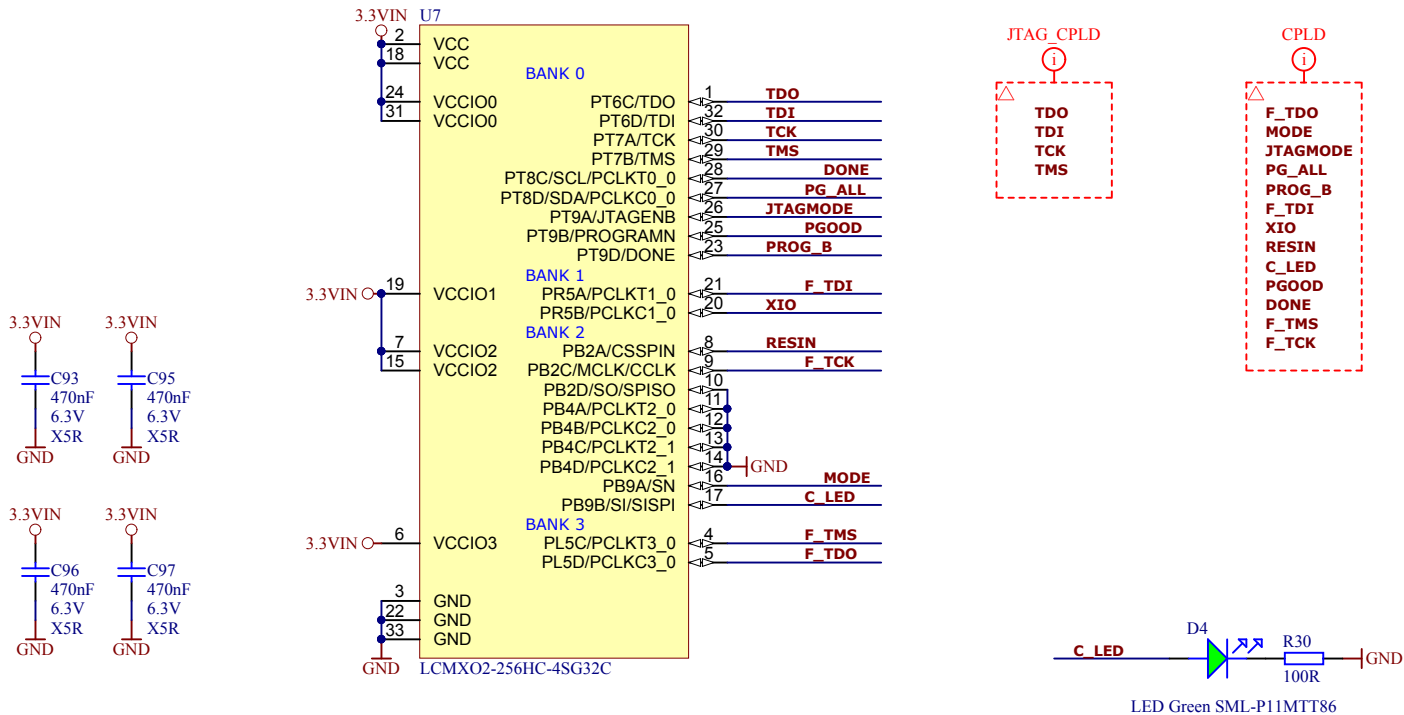 3.3VIN U7
2 VCC
18 VCC
BANK 0
24 VCCIO0
31 VCCIO0
PT6C/TDO 1 TDO
PT6D/TDI 32 TDI
PT7A/TCK 30 TCK
PT7B/TMS 29 TMS
PT8C/SCL/PCLKT0_0 28 DONE
PT8D/SDA/PCLKC0_0 27 PG_ALL
PT9A/JTAGENB 26 JTAGMODE
PT9B/PROGRAMN 25 PGOOD
PT9D/DONE 23 PROG_B
BANK 1
3.3VIN 19 VCCIO1
PR5A/PCLKT1_0 21 F_TDI
PR5B/PCLKC1_0 20 XIO
BANK 2
7 VCCIO2
15 VCCIO2
PB2A/CSSPIN 8 RESIN
PB2C/MCLK/CCLK 9 F_TCK
PB2D/SO/SPISO 10
PB4A/PCLKT2_0 11
PB4B/PCLKC2_0 12
PB4C/PCLKT2_1 13
PB4D/PCLKC2_1 14 GND
PB9A/SN 16 MODE
PB9B/SI/SISPI 17 C_LED
BANK 3
3.3VIN 6 VCCIO3
PL5C/PCLKT3_0 4 F_TMS
PL5D/PCLKC3_0 5 F_TDO
3 GND
22 GND
33 GND
GND
LCMXO2-256HC-4SG32C
3.3VIN
C93
470nF
6.3V
X5R
GND
3.3VIN
C95
470nF
6.3V
X5R
GND
3.3VIN
C96
470nF
6.3V
X5R
GND
3.3VIN
C97
470nF
6.3V
X5R
GND
JTAG_CPLD
i
TDO
TDI
TCK
TMS
CPLD
i
F_TDO
MODE
JTAGMODE
PG_ALL
PROG_B
F_TDI
XIO
RESIN
C_LED
PGOOD
DONE
F_TMS
F_TCK
D4
C_LED
R30
100R
GND
LED Green SML-P11MTT86